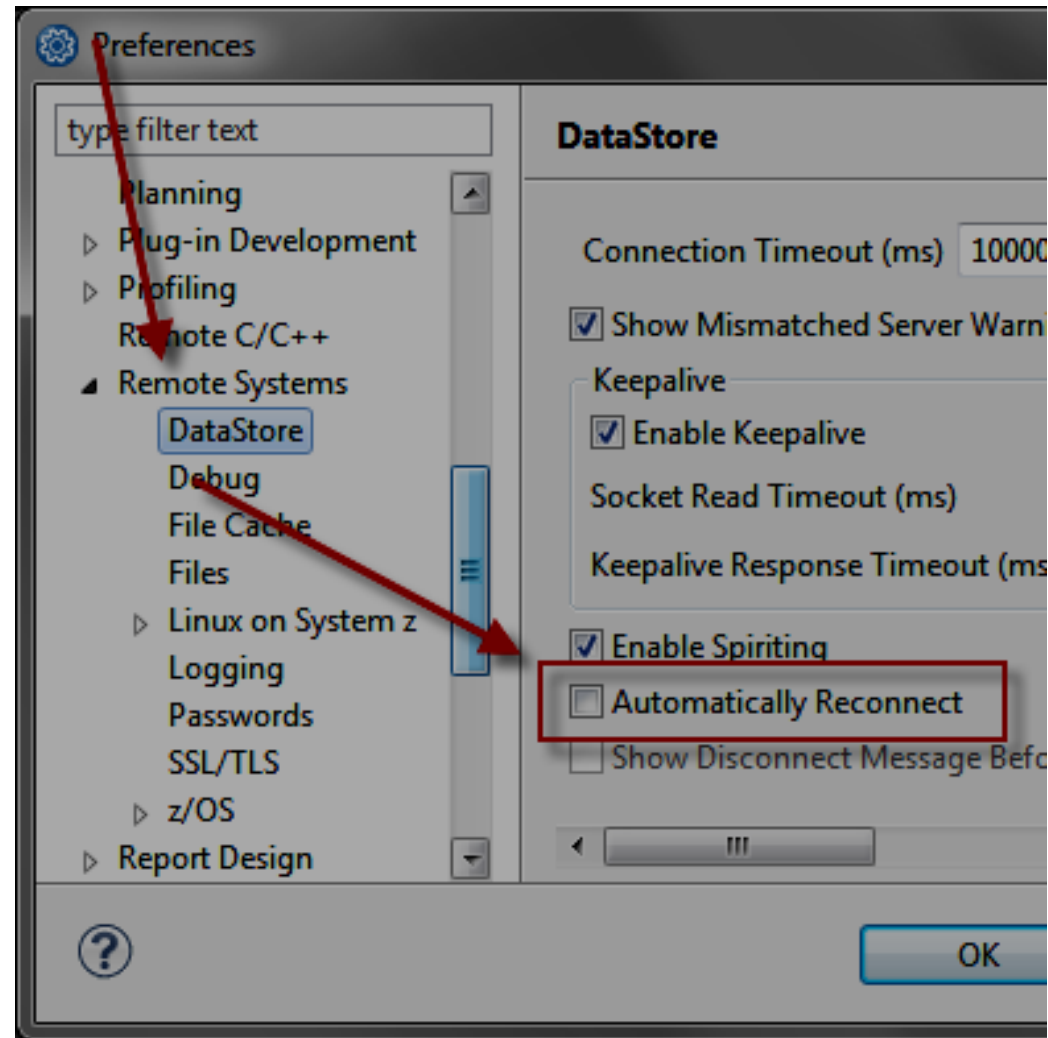 Preferences
type filter text
Planning
Plug-in Development
Profiling
Remote C/C++
Remote Systems
DataStore
Debug
File Cache
Files
Linux on System z
Logging
Passwords
SSL/TLS
z/OS
Report Design
DataStore
Connection Timeout (ms) 10000
Show Mismatched Server Warni
Keepalive
Enable Keepalive
Socket Read Timeout (ms)
Keepalive Response Timeout (ms
Enable Spiriting
Automatically Reconnect
Show Disconnect Message Befo
?
OK